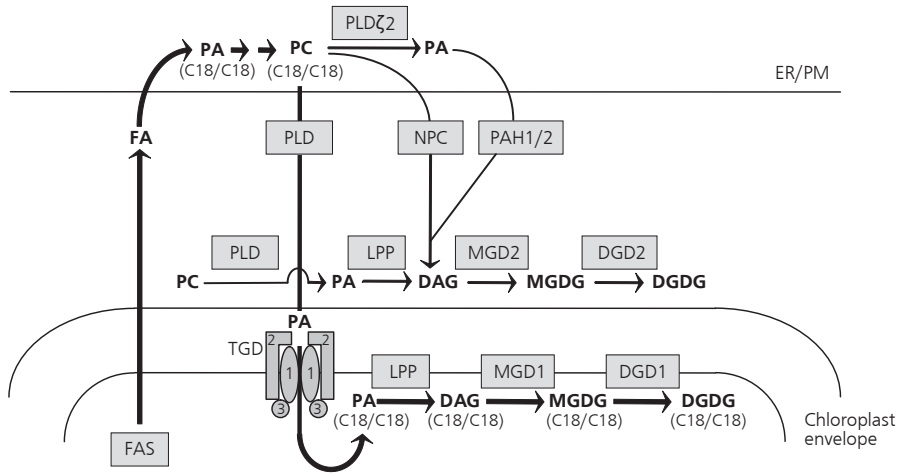 PLDζ2
PA PC PA
(C18/C18) (C18/C18)
ER/PM
FA PLD NPC PAH1/2
PLD LPP MGD2 DGD2
PC PA DAG MGDG DGDG
PA
TGD 2 2
1 1 LPP MGD1 DGD1
3 3 PA DAG MGDG DGDG
(C18/C18) (C18/C18) (C18/C18) (C18/C18)
Chloroplast
envelope
FAS